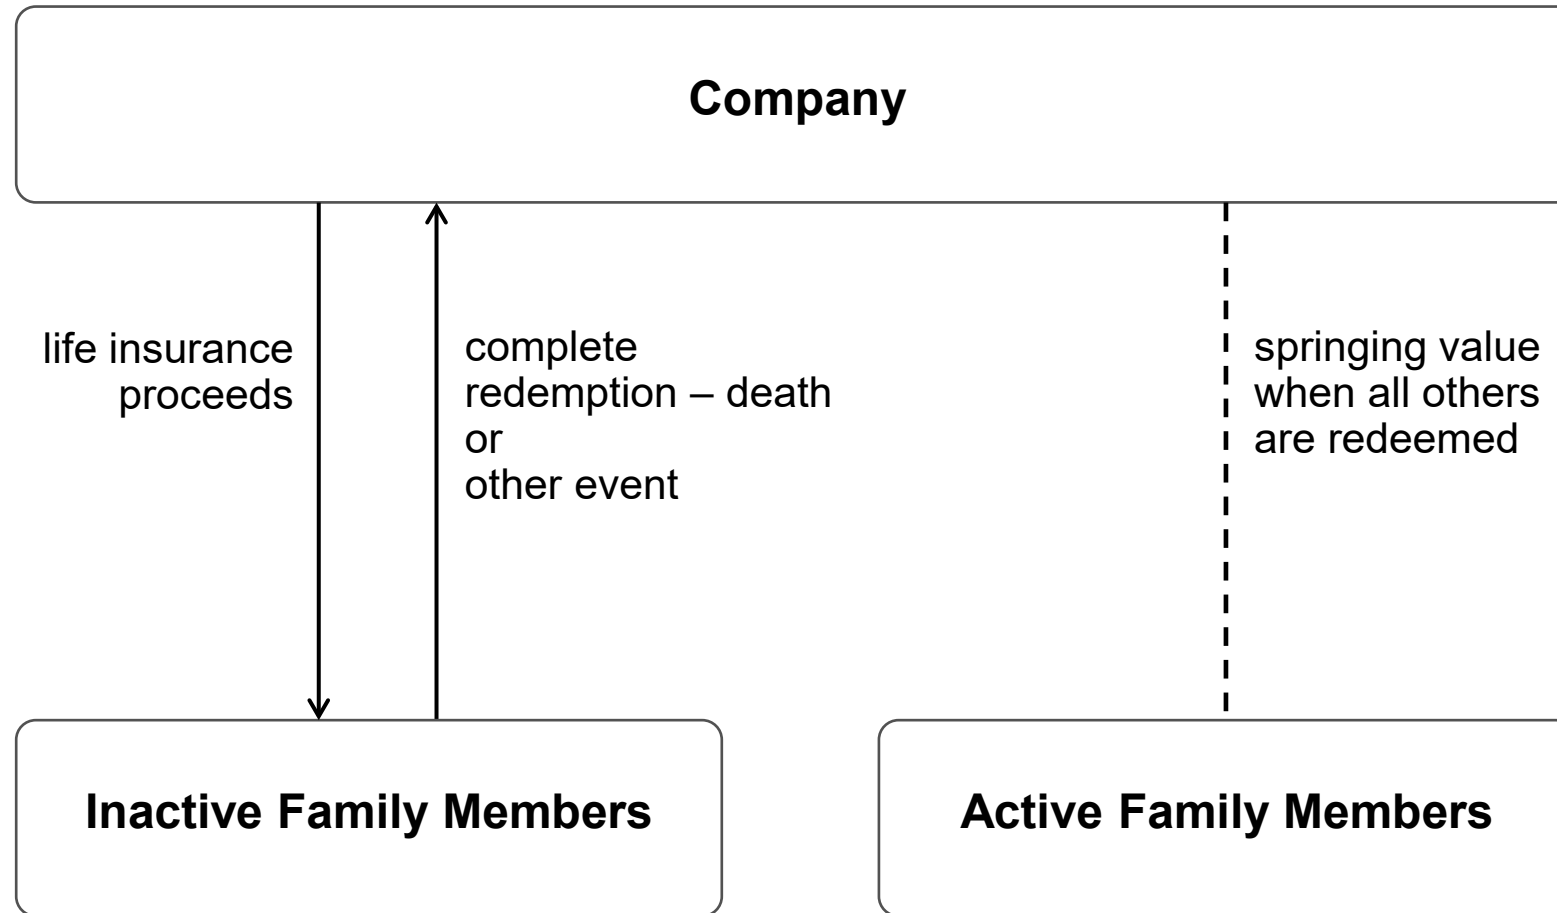 Company
life insurance
proceeds
complete
redemption – death
or
other event
springing value
when all others
are redeemed
Inactive Family Members
Active Family Members